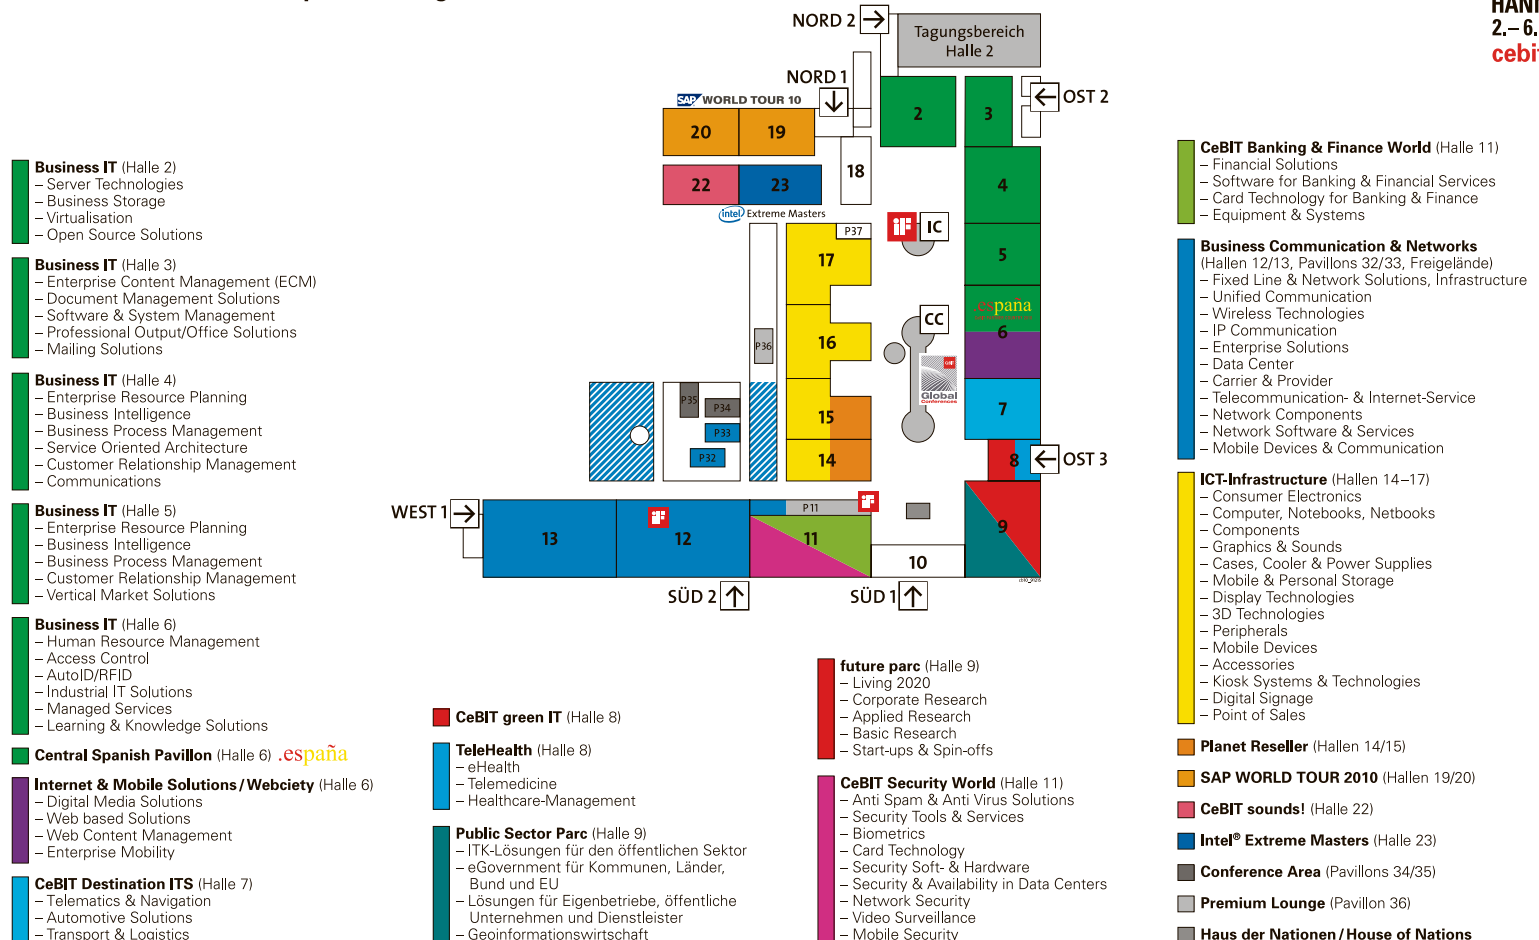 HAN
2.– 6.
cebi
NORD 2
Tagungsbereich
Halle 2
NORD 1
OST 2
SAP WORLD TOUR 10
20
19
2
3
18
22
23
4
intel Extreme Masters
P37
iF
IC
17
5
.españa
CC
6
16
P36
Global
Conferences
7
P35
P34
P33
P32
15
14
8
OST 3
WEST 1
13
iF
12
P11
iF
11
10
9
SÜD 2
SÜD 1
Business IT (Halle 2)
– Server Technologies
– Business Storage
– Virtualisation
– Open Source Solutions
Business IT (Halle 3)
– Enterprise Content Management (ECM)
– Document Management Solutions
– Software & System Management
– Professional Output/Office Solutions
– Mailing Solutions
Business IT (Halle 4)
– Enterprise Resource Planning
– Business Intelligence
– Business Process Management
– Service Oriented Architecture
– Customer Relationship Management
– Communications
Business IT (Halle 5)
– Enterprise Resource Planning
– Business Intelligence
– Business Process Management
– Customer Relationship Management
– Vertical Market Solutions
Business IT (Halle 6)
– Human Resource Management
– Access Control
– AutoID/RFID
– Industrial IT Solutions
– Managed Services
– Learning & Knowledge Solutions
Central Spanish Pavillon (Halle 6) .españa
Internet & Mobile Solutions / Webciety (Halle 6)
– Digital Media Solutions
– Web based Solutions
– Web Content Management
– Enterprise Mobility
CeBIT Destination ITS (Halle 7)
– Telematics & Navigation
– Automotive Solutions
– Transport & Logistics
CeBIT green IT (Halle 8)
TeleHealth (Halle 8)
– eHealth
– Telemedicine
– Healthcare-Management
Public Sector Parc (Halle 9)
– ITK-Lösungen für den öffentlichen Sektor
– eGovernment für Kommunen, Länder,
Bund und EU
– Lösungen für Eigenbetriebe, öffentliche
Unternehmen und Dienstleister
– Geoinformationswirtschaft
future parc (Halle 9)
– Living 2020
– Corporate Research
– Applied Research
– Basic Research
– Start-ups & Spin-offs
CeBIT Security World (Halle 11)
– Anti Spam & Anti Virus Solutions
– Security Tools & Services
– Biometrics
– Card Technology
– Security Soft- & Hardware
– Security & Availability in Data Centers
– Network Security
– Video Surveillance
– Mobile Security
CeBIT Banking & Finance World (Halle 11)
– Financial Solutions
– Software for Banking & Financial Services
– Card Technology for Banking & Finance
– Equipment & Systems
Business Communication & Networks
(Hallen 12/13, Pavillons 32/33, Freigelände)
– Fixed Line & Network Solutions, Infrastructure
– Unified Communication
– Wireless Technologies
– IP Communication
– Enterprise Solutions
– Data Center
– Carrier & Provider
– Telecommunication- & Internet-Service
– Network Components
– Network Software & Services
– Mobile Devices & Communication
ICT-Infrastructure (Hallen 14–17)
– Consumer Electronics
– Computer, Notebooks, Netbooks
– Components
– Graphics & Sounds
– Cases, Cooler & Power Supplies
– Mobile & Personal Storage
– Display Technologies
– 3D Technologies
– Peripherals
– Mobile Devices
– Accessories
– Kiosk Systems & Technologies
– Digital Signage
– Point of Sales
Planet Reseller (Hallen 14/15)
SAP WORLD TOUR 2010 (Hallen 19/20)
CeBIT sounds! (Halle 22)
Intel® Extreme Masters (Halle 23)
Conference Area (Pavillons 34/35)
Premium Lounge (Pavillon 36)
Haus der Nationen / House of Nations